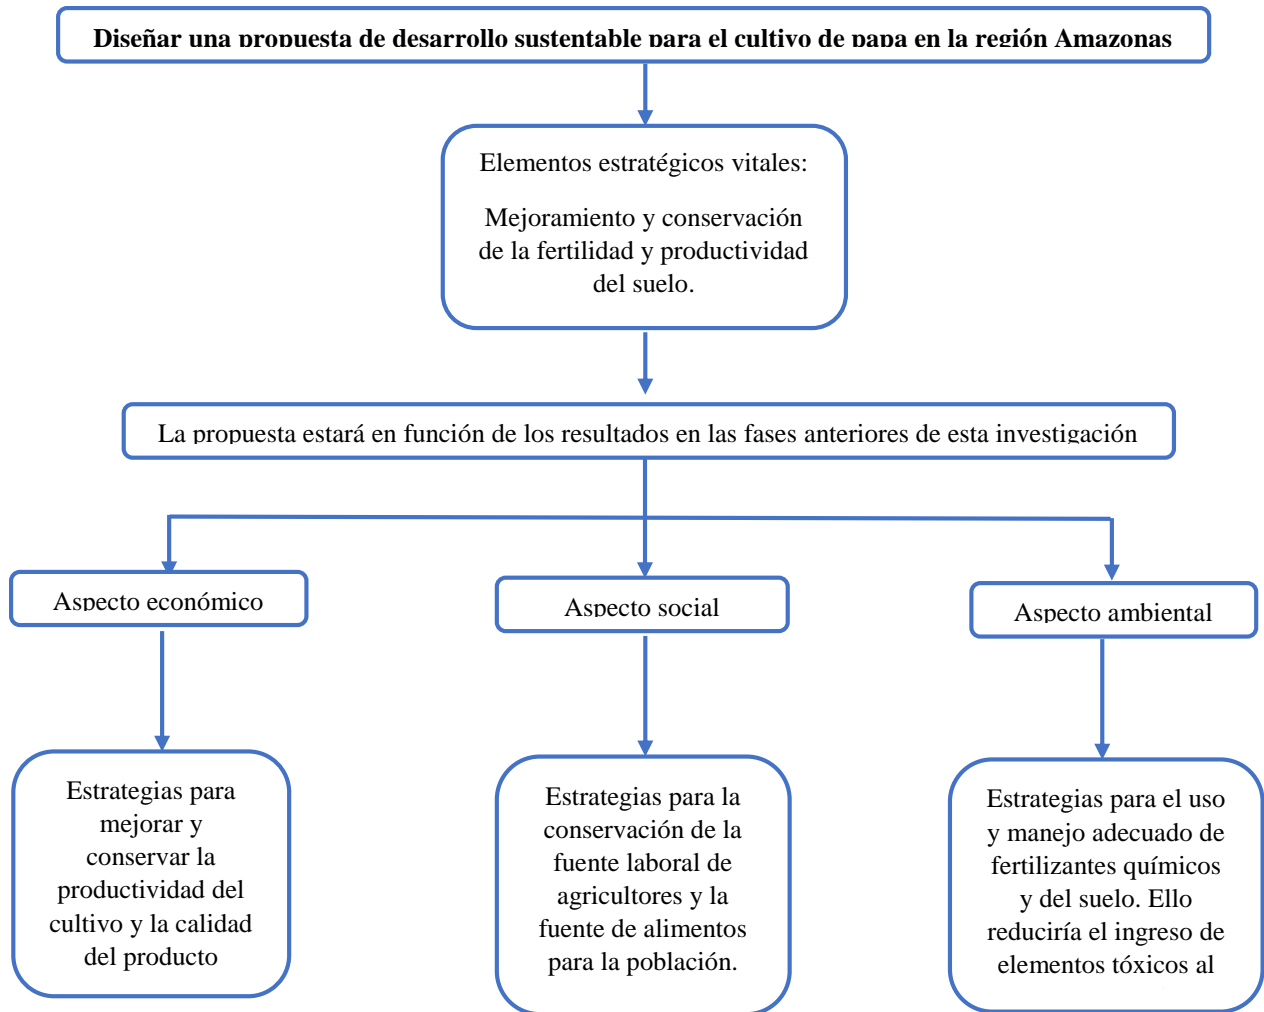 Diseñar una propuesta de desarrollo sustentable para el cultivo de papa en la región Amazonas
Elementos estratégicos vitales:
Mejoramiento y conservación
de la fertilidad y productividad
del suelo.
La propuesta estará en función de los resultados en las fases anteriores de esta investigación
Aspecto económico
Aspecto social
Aspecto ambiental
Estrategias para
mejorar y
conservar la
productividad del
cultivo y la calidad
del producto
Estrategias para la
conservación de la
fuente laboral de
agricultores y la
fuente de alimentos
para la población.
Estrategias para el uso
y manejo adecuado de
fertilizantes químicos
y del suelo. Ello
reduciría el ingreso de
elementos tóxicos al